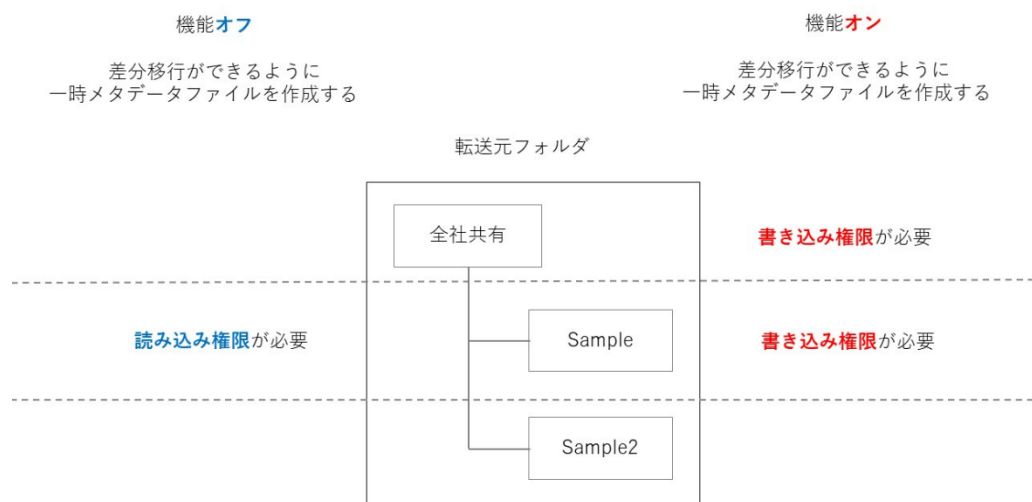 機能オフ
機能オン
差分移行ができるように
一時メタデータファイルを作成する
差分移行ができるように
一時メタデータファイルを作成する
転送元フォルダ
全社共有
書き込み権限が必要
読み込み権限が必要
Sample
書き込み権限が必要
Sample2